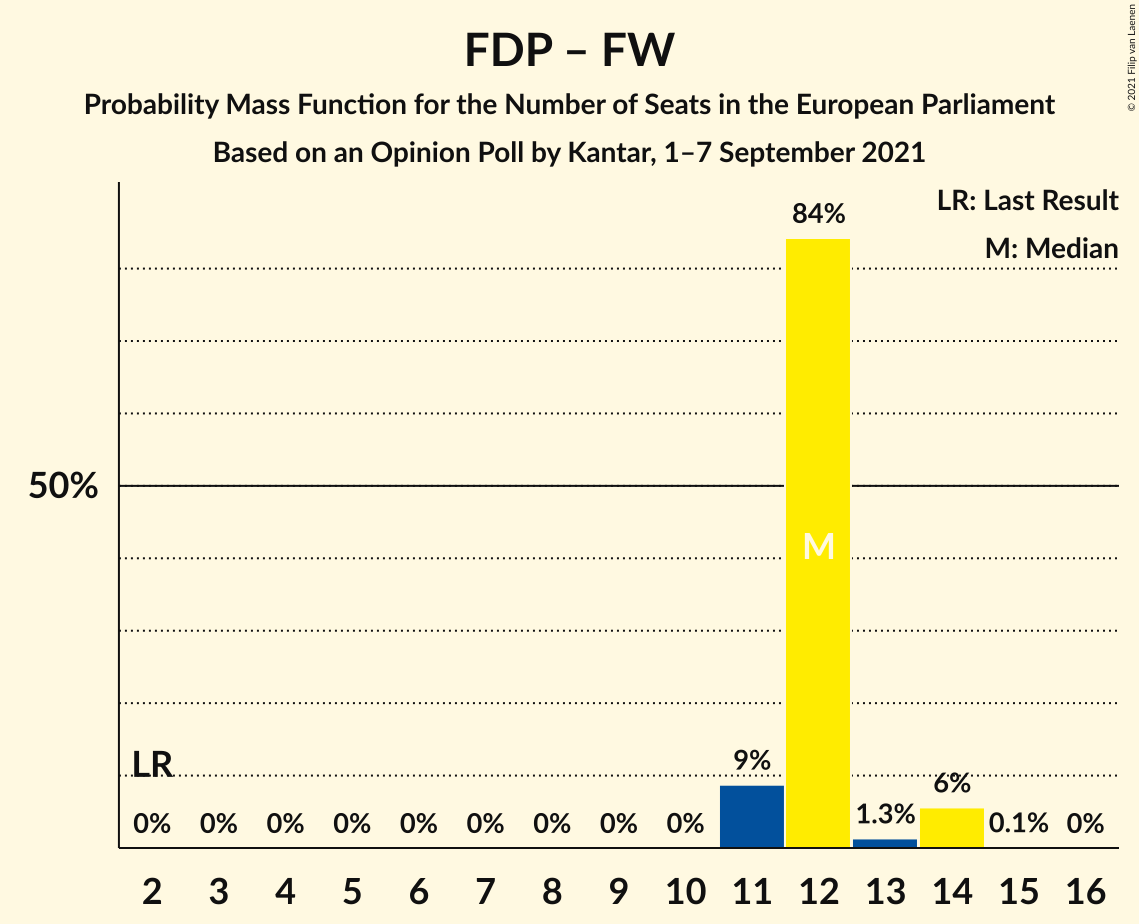 FDP – FW
Probability Mass Function for the Number of Seats in the European Parliament
Based on an Opinion Poll by Kantar, 1–7 September 2021
© 2021 Filip van Laenen
LR: Last Result
M: Median
84%
50%
M
LR
9%
6%
1.3%
0% 0% 0% 0% 0% 0% 0% 0% 0% 0.1% 0%
2 3 4 5 6 7 8 9 10 11 12 13 14 15 16